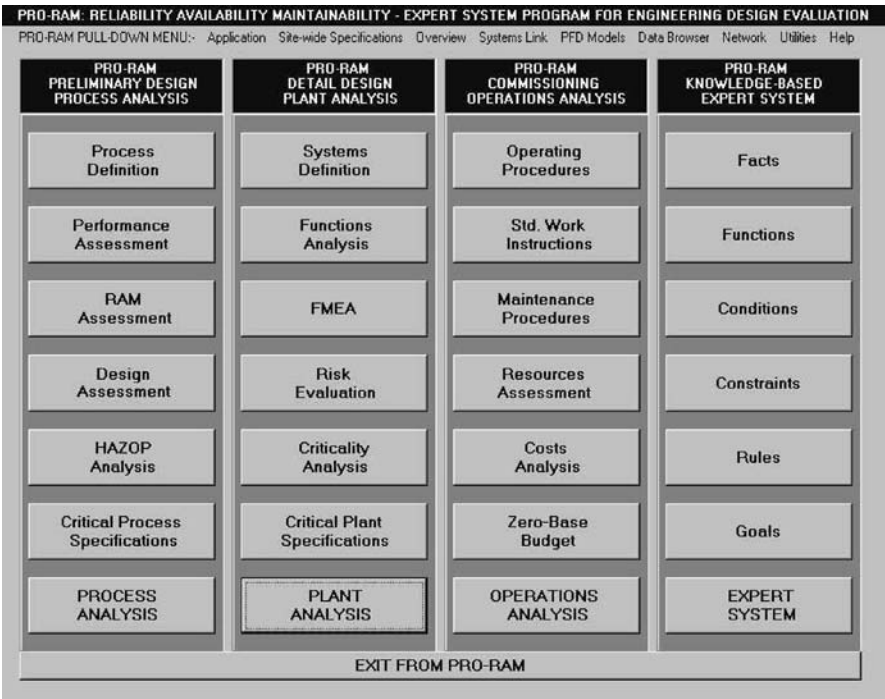 PRO-RAM: RELIABILITY AVAILABILITY MAINTAINABILITY - EXPERT SYSTEM PROGRAM FOR ENGINEERING DESIGN EVALUATION
PRO-RAM PULL-DOWN MENU:- Application Site-wide Specifications Overview Systems Link PFD Models Data Browser Network Utilities Help
PRO-RAM
PRELIMINARY DESIGN
PROCESS ANALYSIS
Process
Definition
Performance
Assessment
RAM
Assessment
Design
Assessment
HAZOP
Analysis
Critical Process
Specifications
PROCESS
ANALYSIS
PRO-RAM
DETAIL DESIGN
PLANT ANALYSIS
Systems
Definition
Functions
Analysis
FMEA
Risk
Evaluation
Criticality
Analysis
Critical Plant
Specifications
PLANT
ANALYSIS
PRO-RAM
COMMISSIONING
OPERATIONS ANALYSIS
Operating
Procedures
Std. Work
Instructions
Maintenance
Procedures
Resources
Assessment
Costs
Analysis
Zero-Base
Budget
OPERATIONS
ANALYSIS
PRO-RAM
KNOWLEDGE-BASED
EXPERT SYSTEM
Facts
Functions
Conditions
Constraints
Rules
Goals
EXPERT
SYSTEM
EXIT FROM PRO-RAM